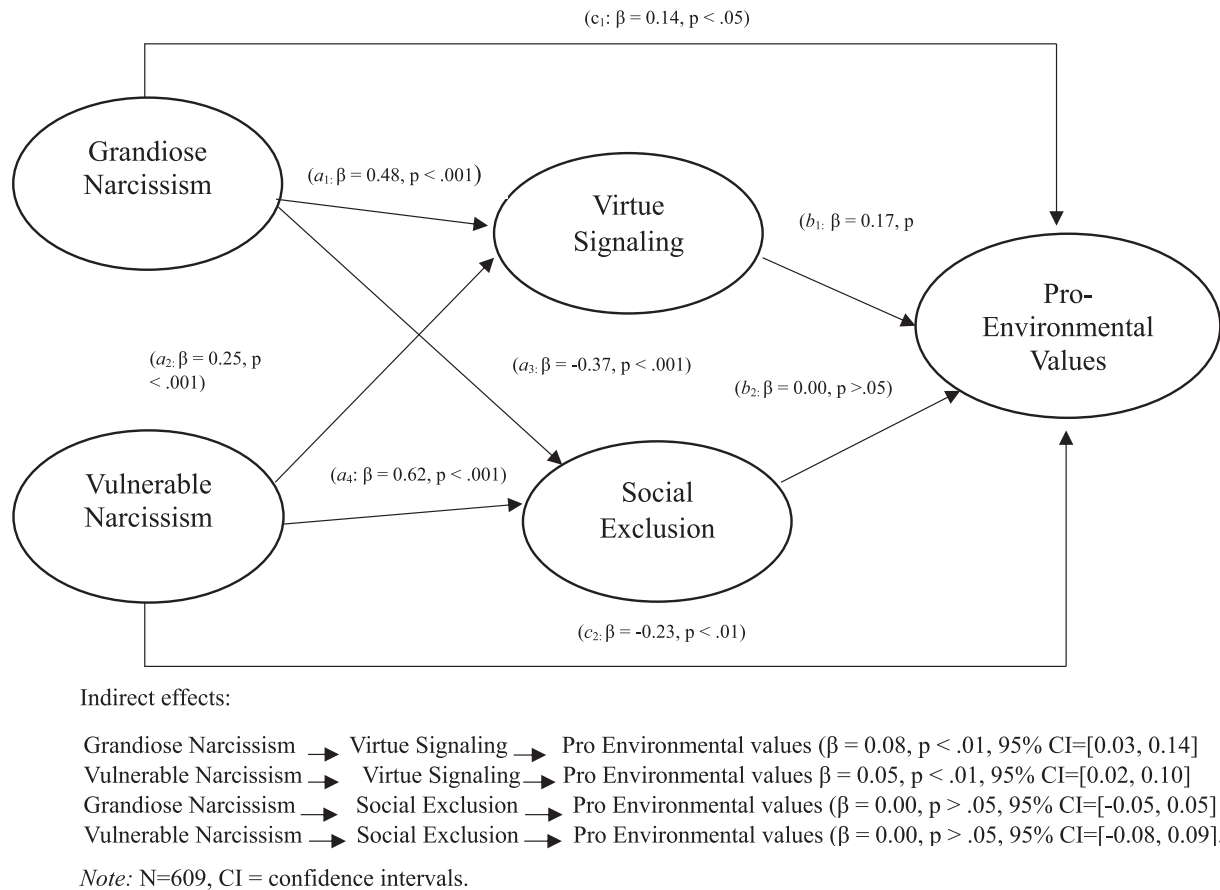 (c₁: β = 0.14, p < .05)
Grandiose
Narcissism
(a₁: β = 0.48, p < .001)
Virtue
Signaling
(b₁: β = 0.17, p
Pro-
Environmental
Values
(a₂: β = 0.25, p
< .001)
(a₃: β = -0.37, p < .001)
(b₂: β = 0.00, p >.05)
Vulnerable
Narcissism
(a₄: β = 0.62, p < .001)
Social
Exclusion
(c₂: β = -0.23, p < .01)
Indirect effects:
Grandiose Narcissism → Virtue Signaling → Pro Environmental values (β = 0.08, p < .01, 95% CI=[0.03, 0.14]
Vulnerable Narcissism → Virtue Signaling → Pro Environmental values β = 0.05, p < .01, 95% CI=[0.02, 0.10]
Grandiose Narcissism → Social Exclusion → Pro Environmental values (β = 0.00, p > .05, 95% CI=[-0.05, 0.05]
Vulnerable Narcissism → Social Exclusion → Pro Environmental values (β = 0.00, p > .05, 95% CI=[-0.08, 0.09].
Note: N=609, CI = confidence intervals.